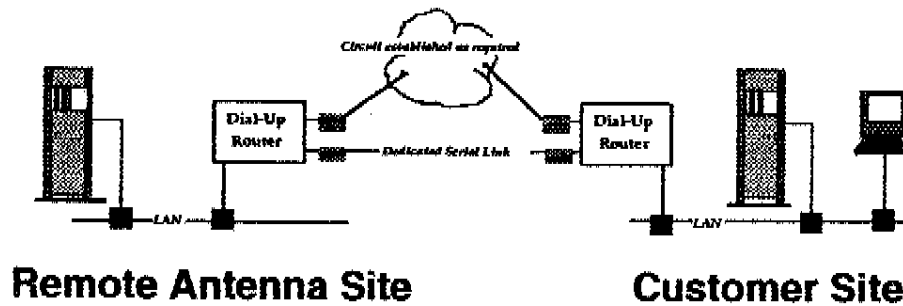 Circuit established as required
Dial-Up
Router
Dial-Up
Router
Dedicated Serial Link
LAN
LAN
Remote Antenna Site
Customer Site